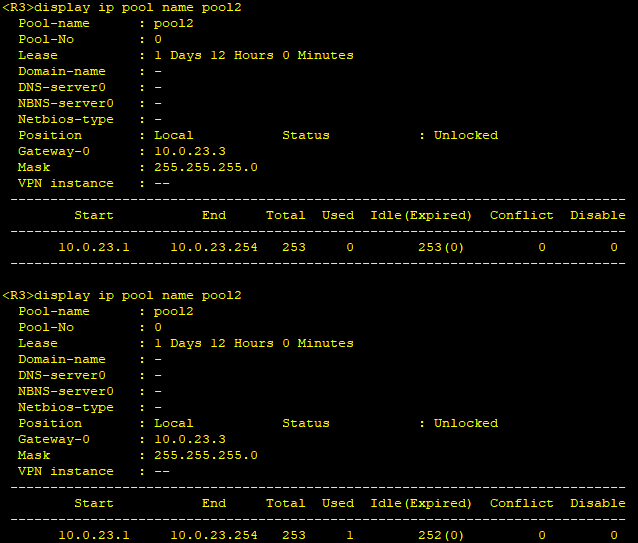 <R3>display ip pool name pool2
Pool-name : pool2
Pool-No : 0
Lease : 1 Days 12 Hours 0 Minutes
Domain-name : -
DNS-server0 : -
NBNS-server0 : -
Netbios-type : -
Position : Local Status : Unlocked
Gateway-0 : 10.0.23.3
Mask : 255.255.255.0
VPN instance : --
-----------------------------------------------------------------------------
Start End Total Used Idle(Expired) Conflict Disable
-----------------------------------------------------------------------------
10.0.23.1 10.0.23.254 253 0 253(0) 0 0
-----------------------------------------------------------------------------
<R3>display ip pool name pool2
Pool-name : pool2
Pool-No : 0
Lease : 1 Days 12 Hours 0 Minutes
Domain-name : -
DNS-server0 : -
NBNS-server0 : -
Netbios-type : -
Position : Local Status : Unlocked
Gateway-0 : 10.0.23.3
Mask : 255.255.255.0
VPN instance : --
-----------------------------------------------------------------------------
Start End Total Used Idle(Expired) Conflict Disable
-----------------------------------------------------------------------------
10.0.23.1 10.0.23.254 253 1 252(0) 0 0